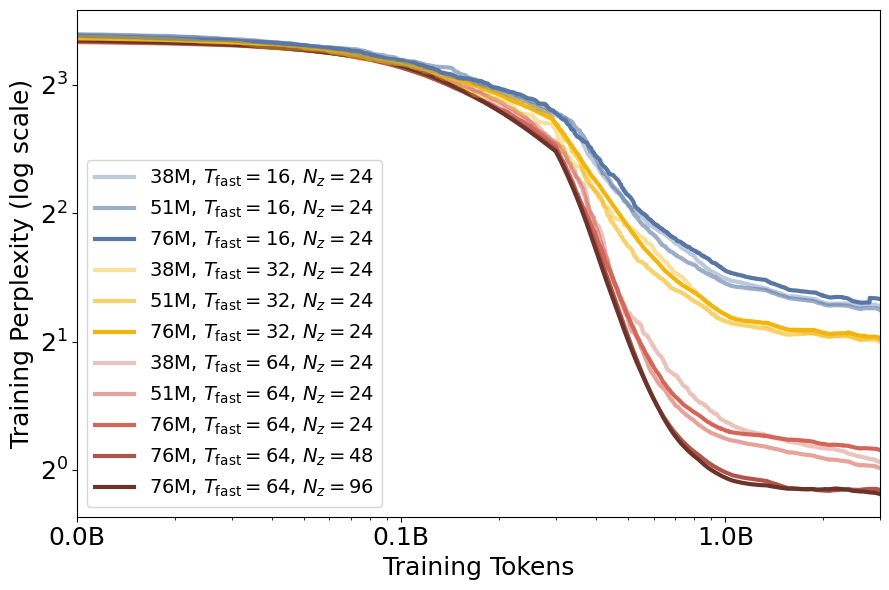 Training Perplexity (log scale)
2^3
2^2
2^1
2^0
38M, T_fast = 16, N_z = 24
51M, T_fast = 16, N_z = 24
76M, T_fast = 16, N_z = 24
38M, T_fast = 32, N_z = 24
51M, T_fast = 32, N_z = 24
76M, T_fast = 32, N_z = 24
38M, T_fast = 64, N_z = 24
51M, T_fast = 64, N_z = 24
76M, T_fast = 64, N_z = 24
76M, T_fast = 64, N_z = 48
76M, T_fast = 64, N_z = 96
0.0B 0.1B 1.0B
Training Tokens